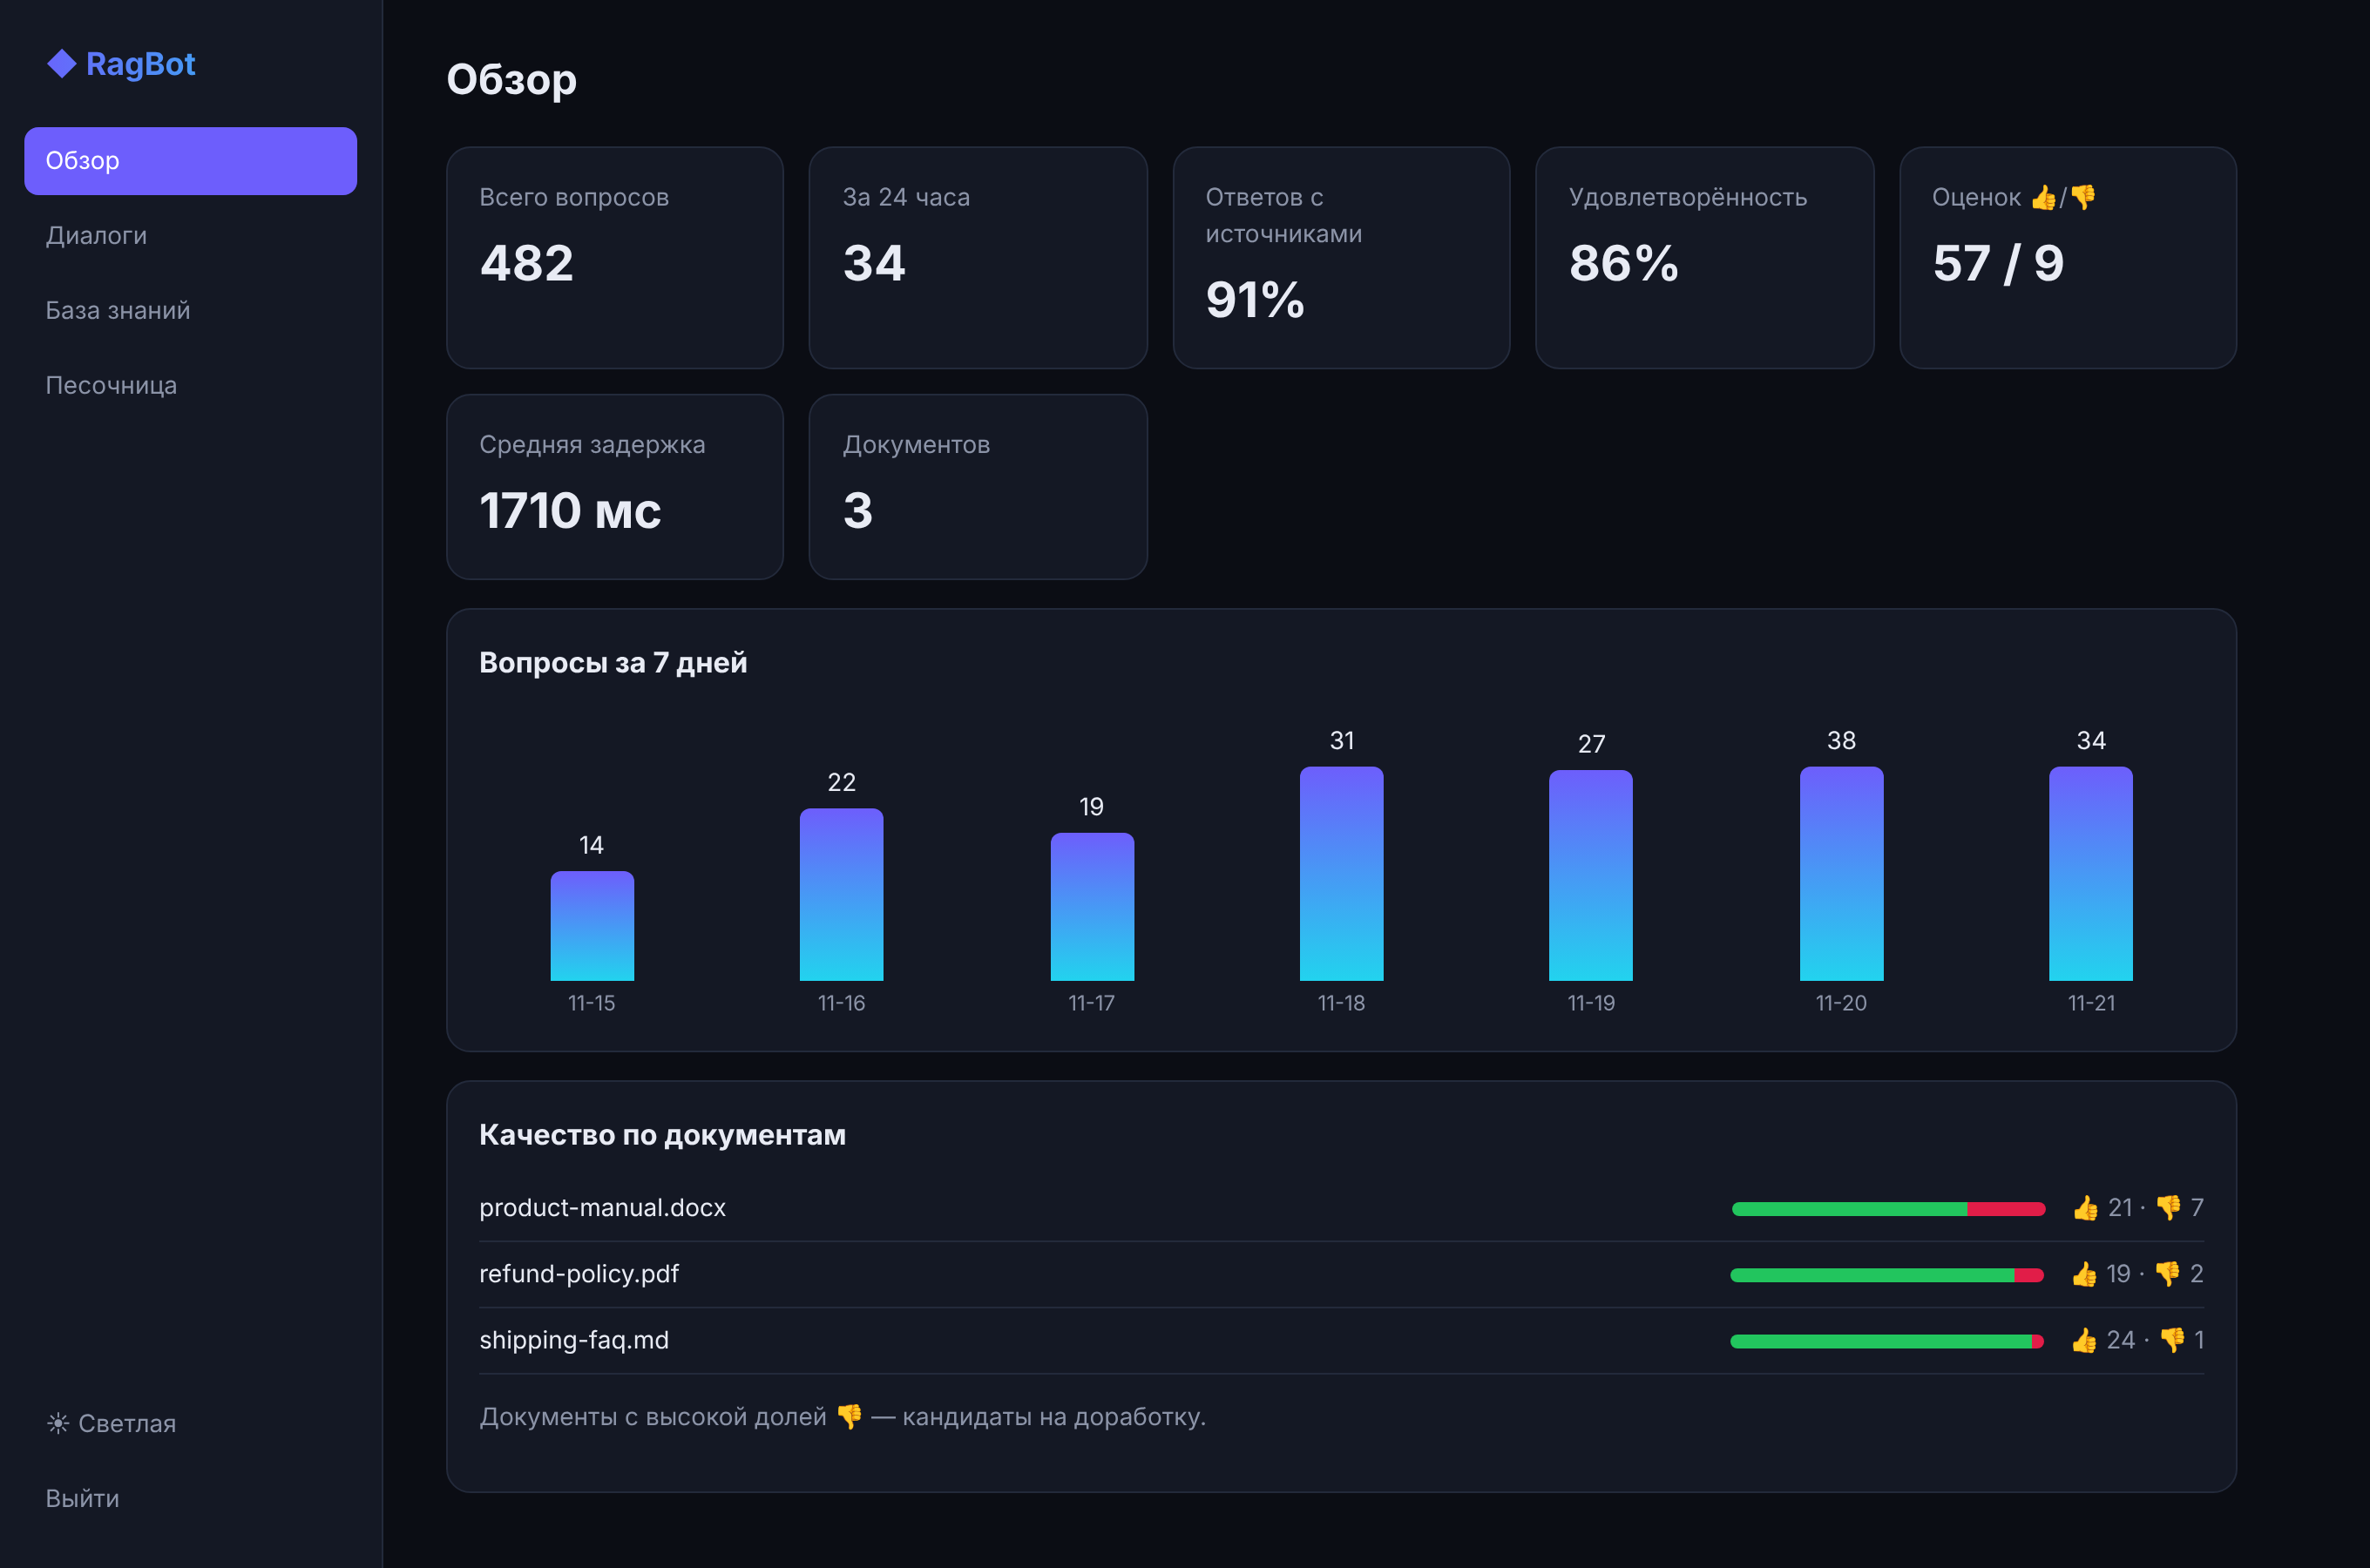 RagBot
Обзор
Диалоги
База знаний
Песочница
☀ Светлая
Выйти
Обзор
Всего вопросов
482
За 24 часа
34
Ответов с
источниками
91%
Удовлетворённость
86%
Оценок 👍/👎
57 / 9
Средняя задержка
1710 мс
Документов
3
Вопросы за 7 дней
14
22
19
31
27
38
34
11-15
11-16
11-17
11-18
11-19
11-20
11-21
Качество по документам
product-manual.docx
👍 21 · 👎 7
refund-policy.pdf
👍 19 · 👎 2
shipping-faq.md
👍 24 · 👎 1
Документы с высокой долей 👎 — кандидаты на доработку.